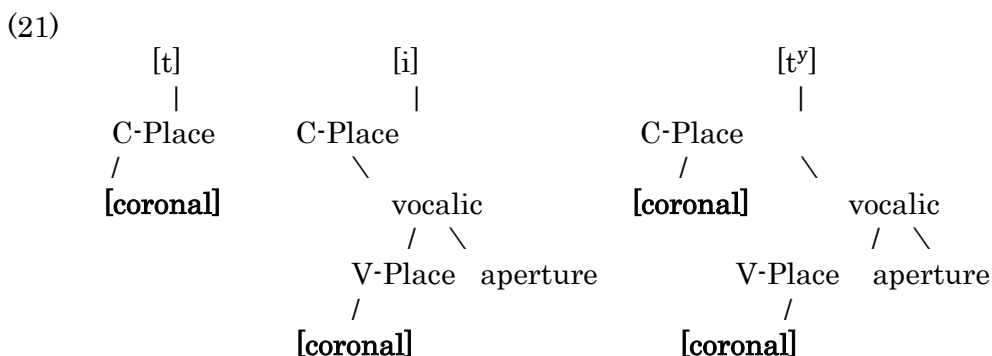 (21)
[t] [i] [tʸ]
| | |
C-Place C-Place C-Place
/ \ / \
[coronal] vocalic [coronal] vocalic
/ \ / \
V-Place aperture V-Place aperture
/ /
[coronal] [coronal]